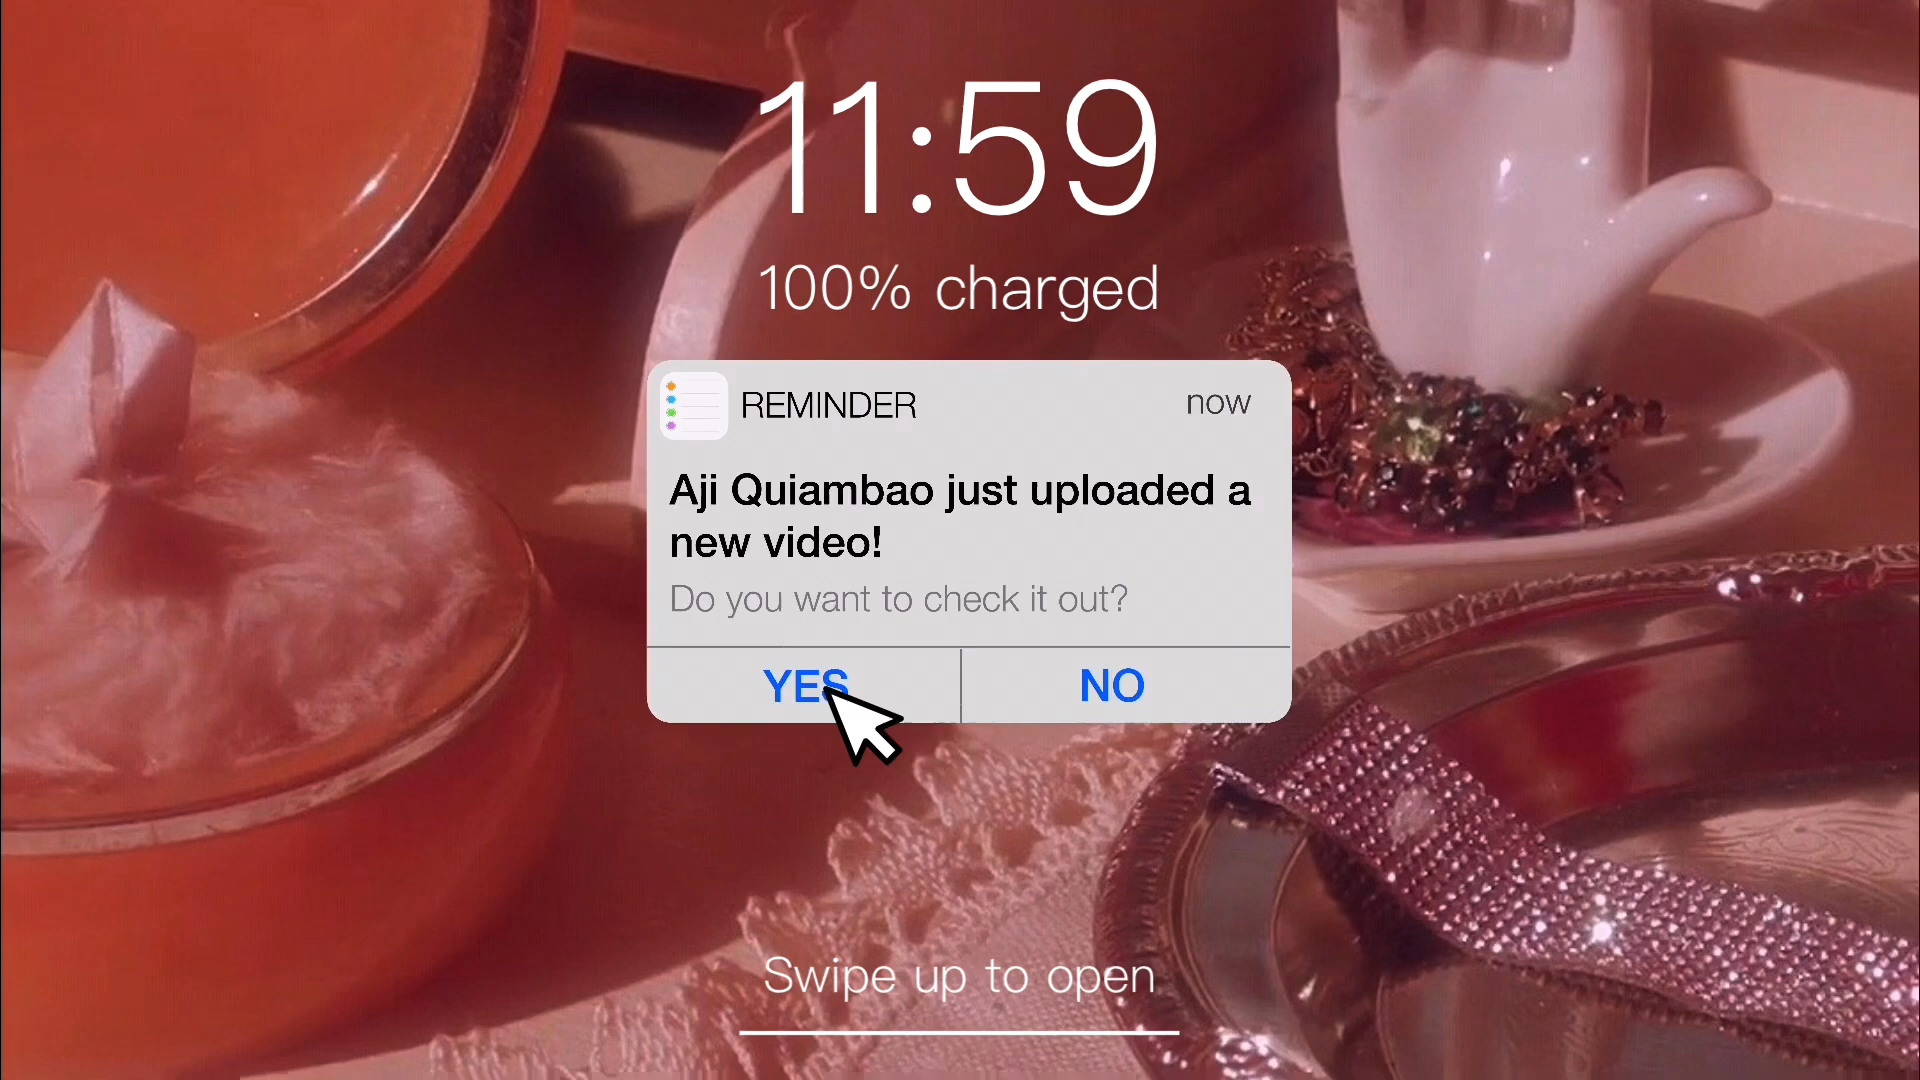 11:59
100% charged
REMINDER now
Aji Quiambao just uploaded a
new video!
Do you want to check it out?
YES NO
Swipe up to open